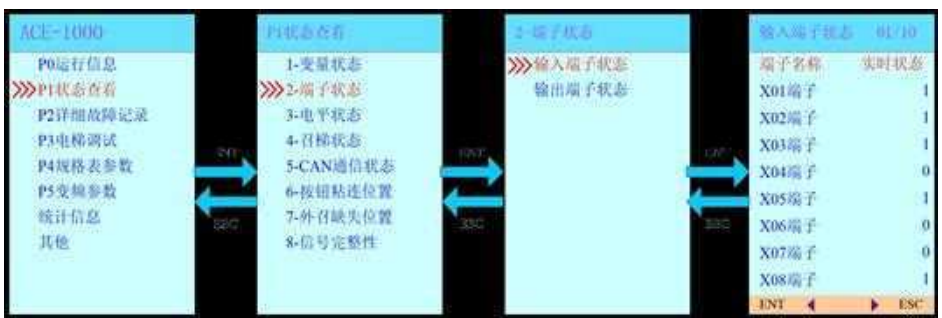 ACE-1000
P0运行信息
P1状态查看
P2详细故障记录
P3电梯调试
P4规格表参数
P5变频参数
统计信息
其他
ENT
ESC
P1状态查看
1-变量状态
2-端子状态
3-电平状态
4-召梯状态
5-CAN通信状态
6-按钮粘连位置
7-外召缺失位置
8-信号完整性
ENT
ESC
2-端子状态
输入端子状态
输出端子状态
ENT
ESC
输入端子状态 01/10
端子名称 实时状态
X01端子 1
X02端子 1
X03端子 1
X04端子 0
X05端子 1
X06端子 0
X07端子 0
X08端子 1
ENT ESC